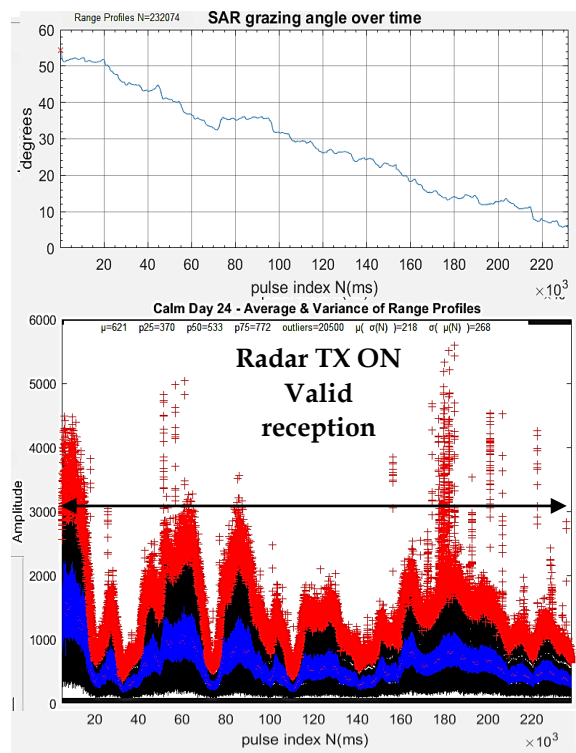 Range Profiles N=232074
SAR grazing angle over time
60
50
40
30
20
10
0
'degrees
20 40 60 80 100 120 140 160 180 200 220
pulse index N(ms)
×10³
Calm Day 24 - Average & Variance of Range Profiles
μ=621 p25=370 p50=533 p75=772 outliers=20500 μ( σ(N) )=218 σ( μ(N) )=268
Radar TX ON
Valid
reception
6000
5000
4000
3000
2000
1000
0
Amplitude
20 40 60 80 100 120 140 160 180 200 220
pulse index N(ms)
×10³